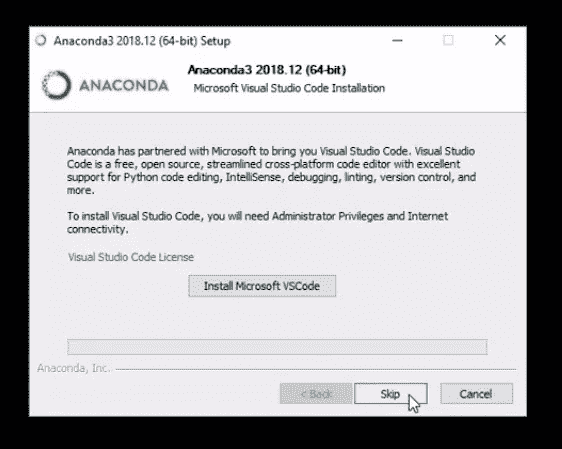 Anaconda3 2018.12 (64-bit) Setup
Anaconda3 2018.12 (64-bit)
ANACONDA
Microsoft Visual Studio Code Installation
Anaconda has partnered with Microsoft to bring you Visual Studio Code. Visual Studio
Code is a free, open source, streamlined cross-platform code editor with excellent
support for Python code editing, IntelliSense, debugging, linting, version control, and
more.
To install Visual Studio Code, you will need Administrator Privileges and Internet
connectivity.
Visual Studio Code License
Install Microsoft VSCode
Anaconda, Inc.
< Back
Skip
Cancel